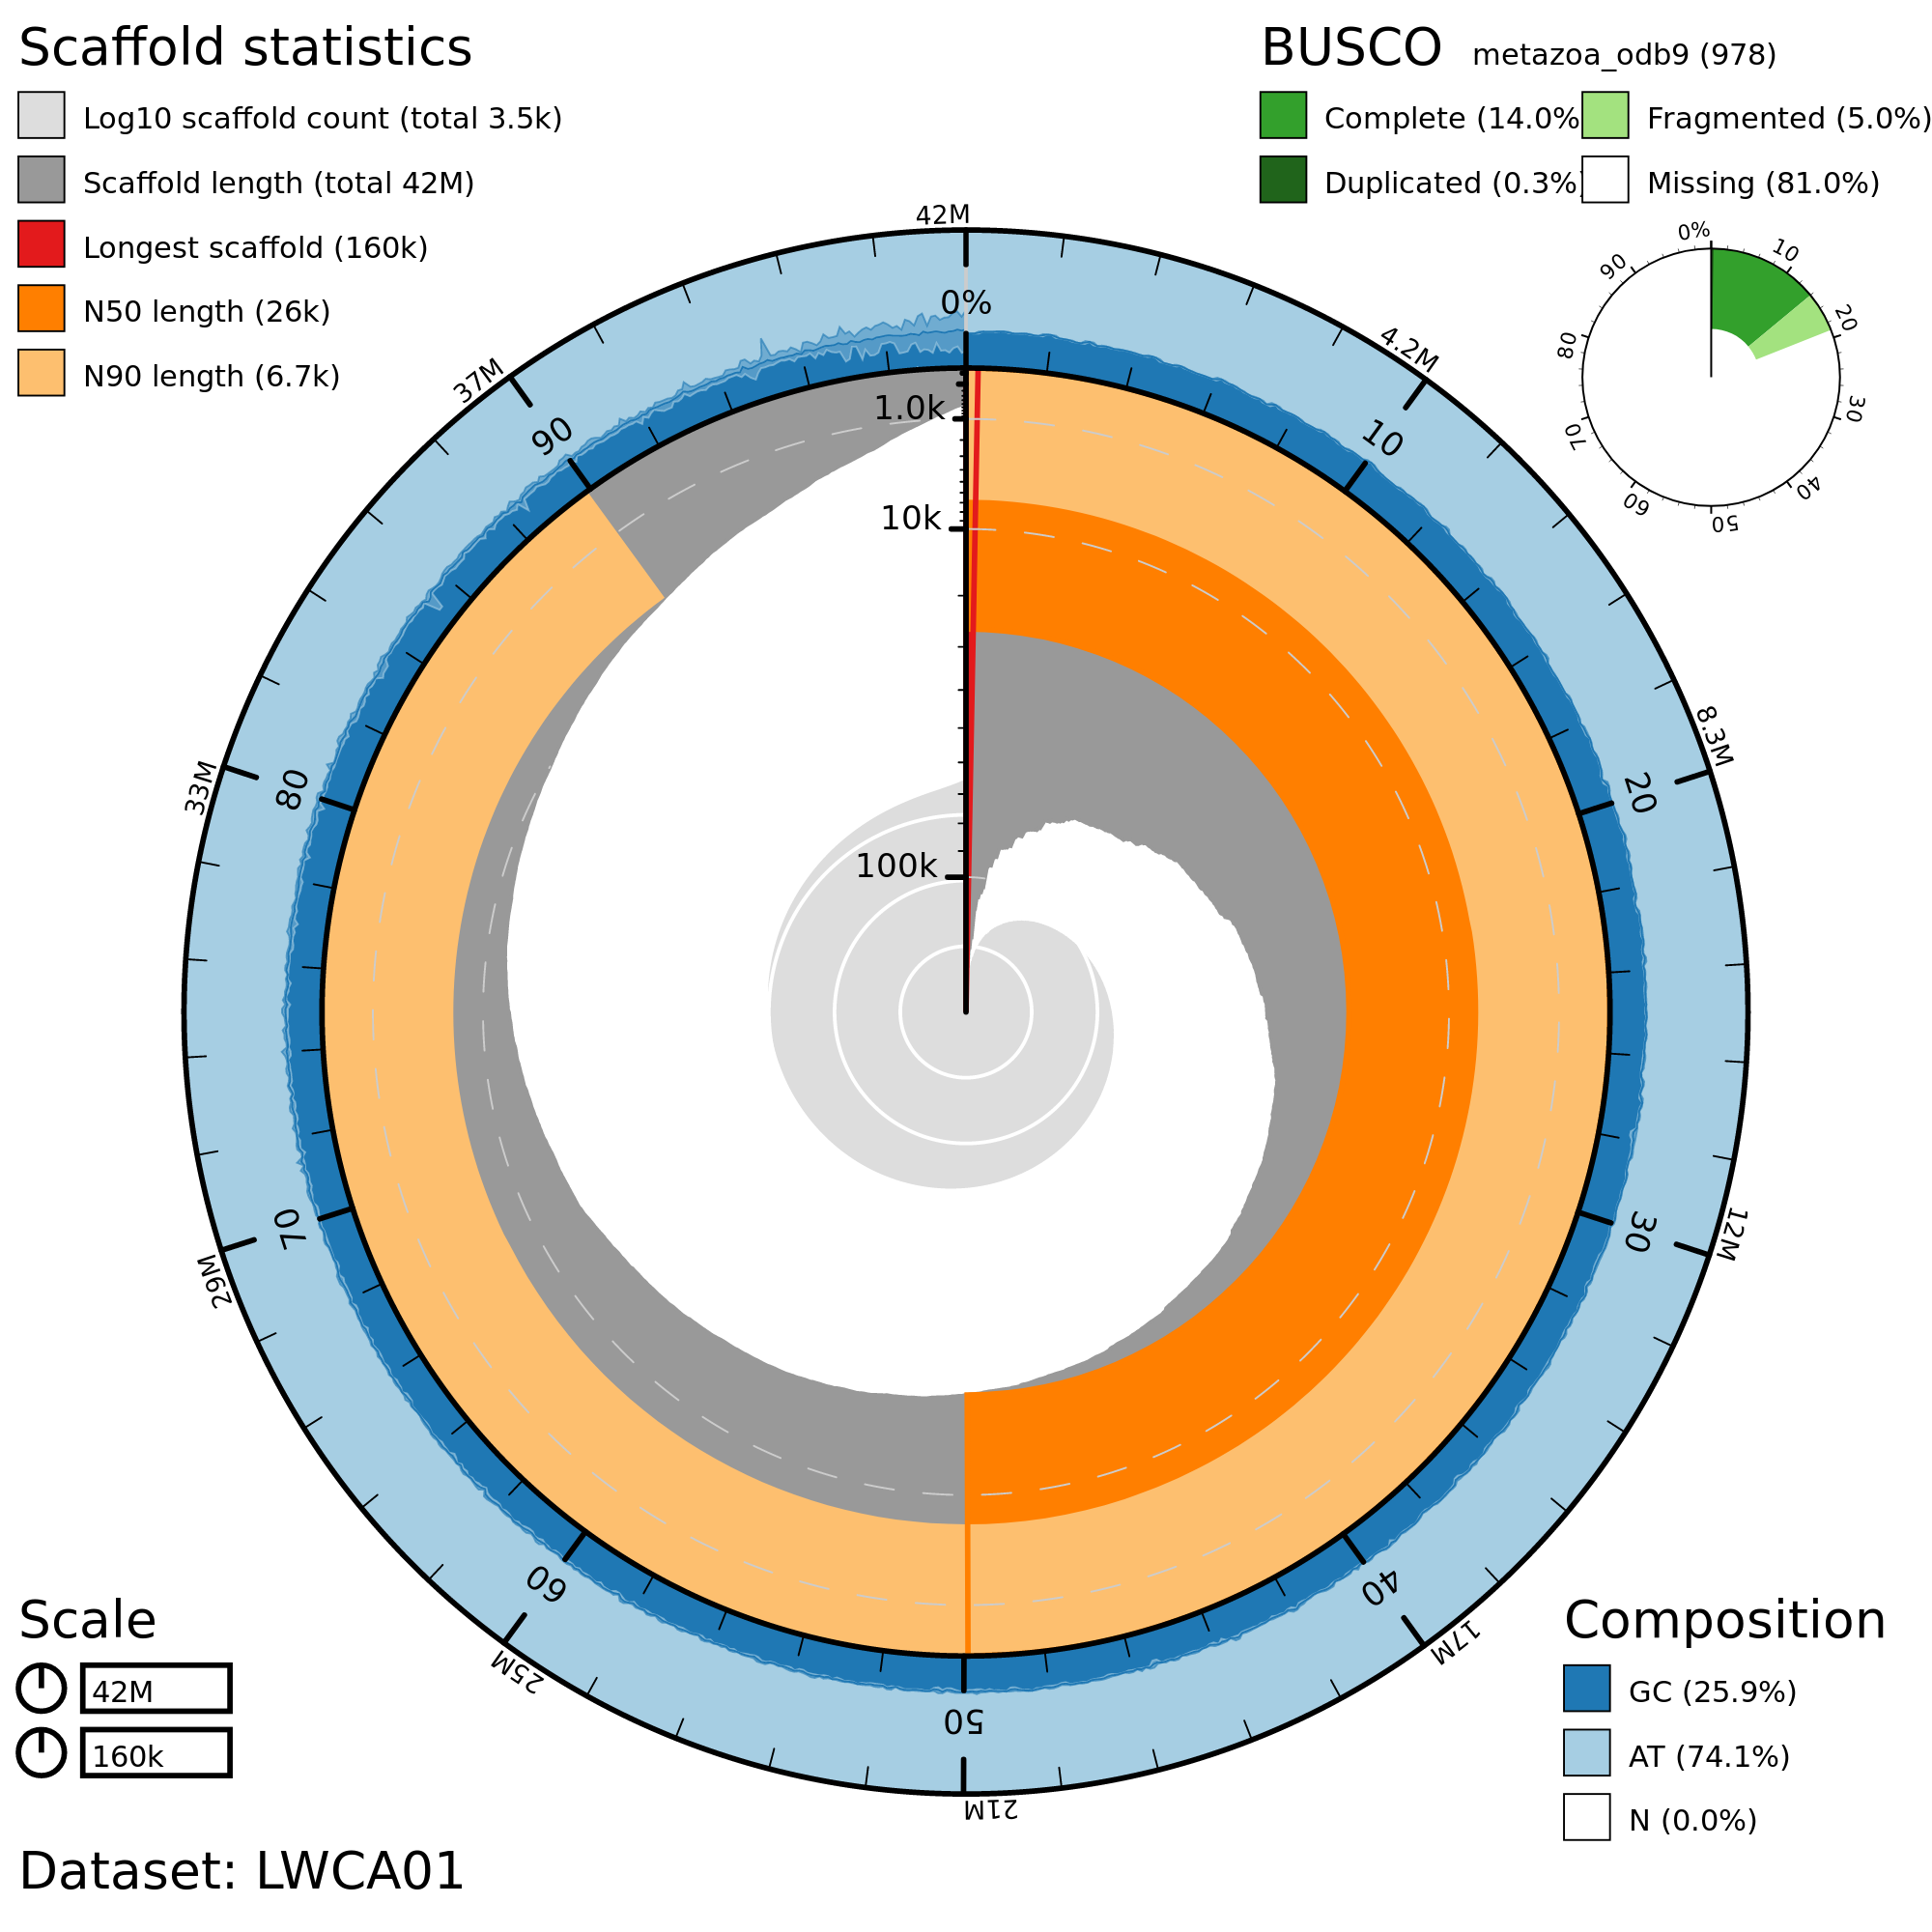 Scaffold statistics
Log10 scaffold count (total 3.5k)
Scaffold length (total 42M)
Longest scaffold (160k)
N50 length (26k)
N90 length (6.7k)
BUSCO metazoa_odb9 (978)
Complete (14.0%
Fragmented (5.0%)
Duplicated (0.3%)
Missing (81.0%)
0%
10
20
30
40
50
60
70
80
90
42M
4.2M
8.3M
12M
17M
21M
25M
29M
33M
37M
0%
10
20
30
40
50
60
70
80
90
1.0k
10k
100k
Scale
42M
160k
Composition
GC (25.9%)
AT (74.1%)
N (0.0%)
Dataset: LWCA01